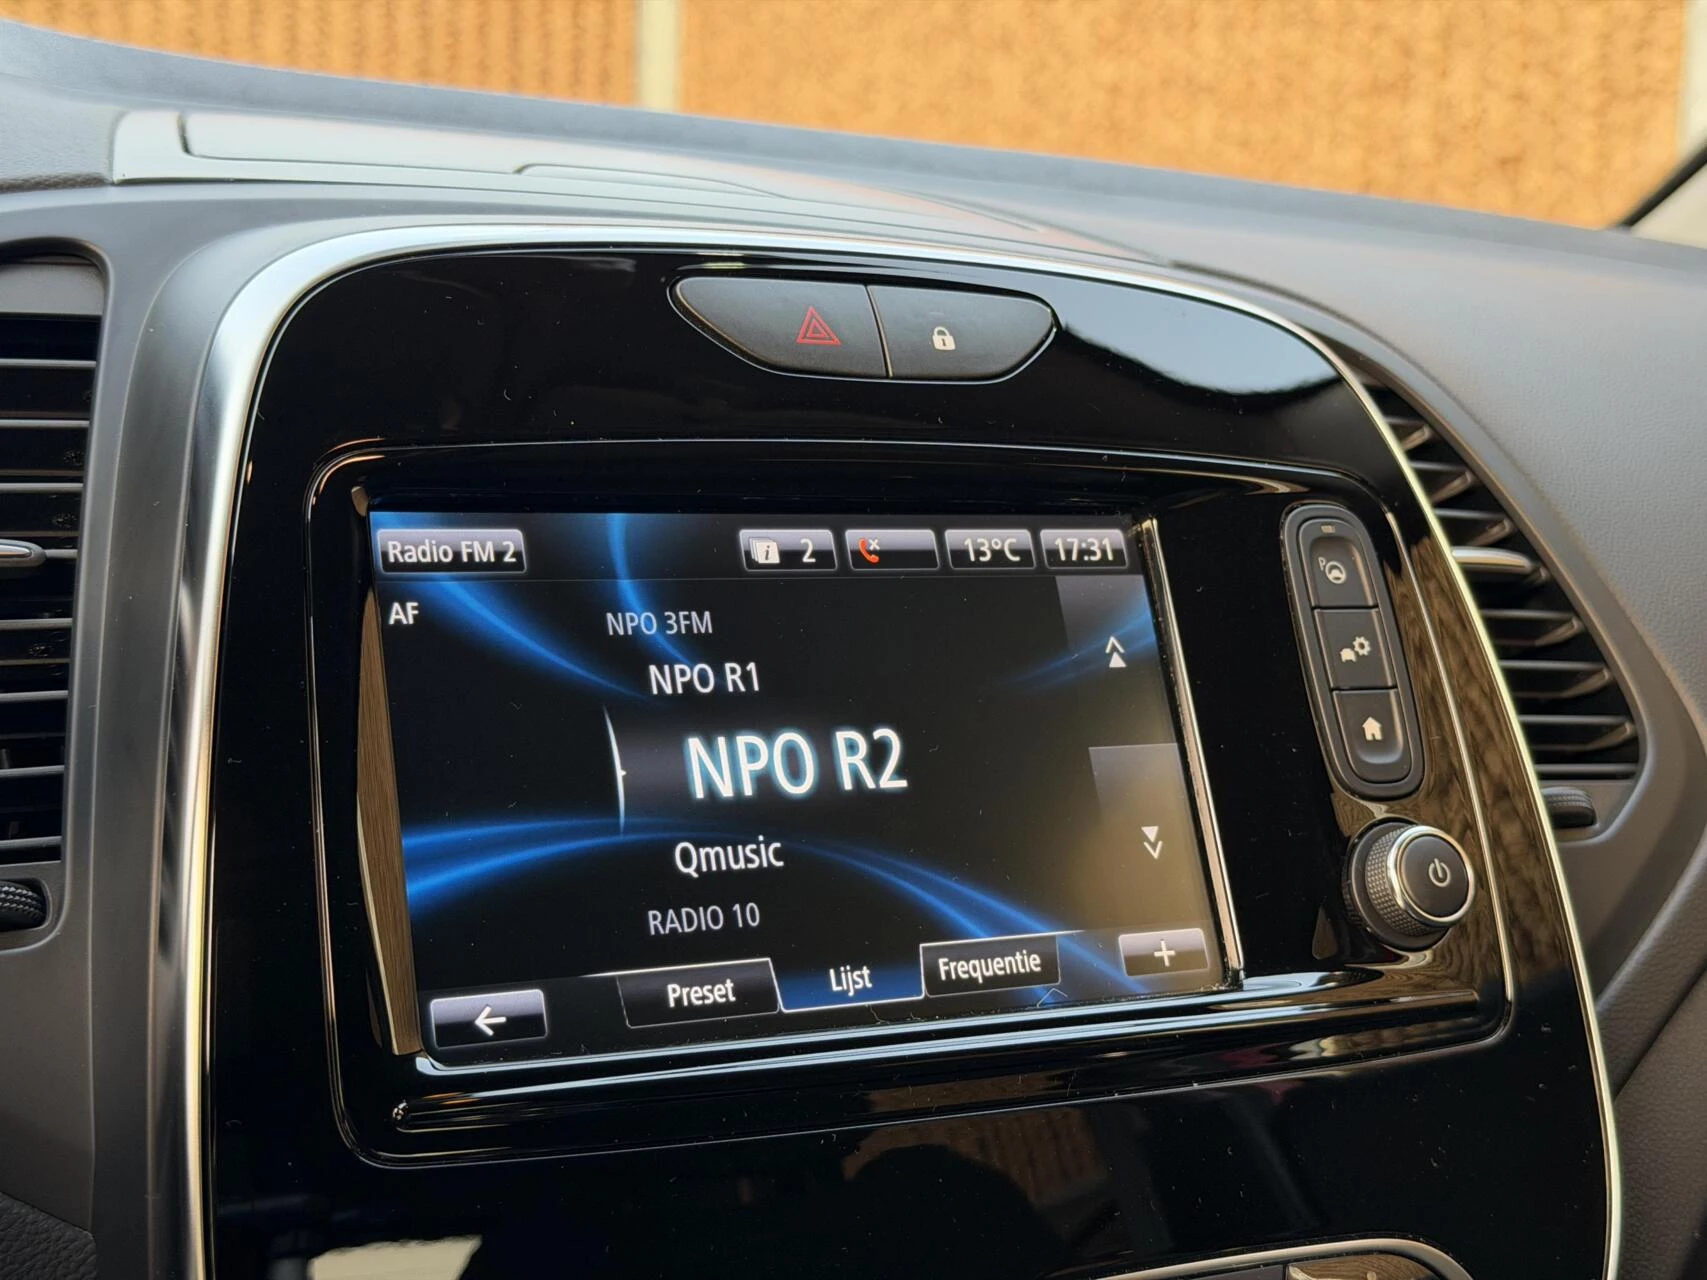 Radio FM 2 2 13°C 17:31
AF
NPO 3FM
NPO R1
NPO R2
Qmusic
RADIO 10
Preset Lijst Frequentie +